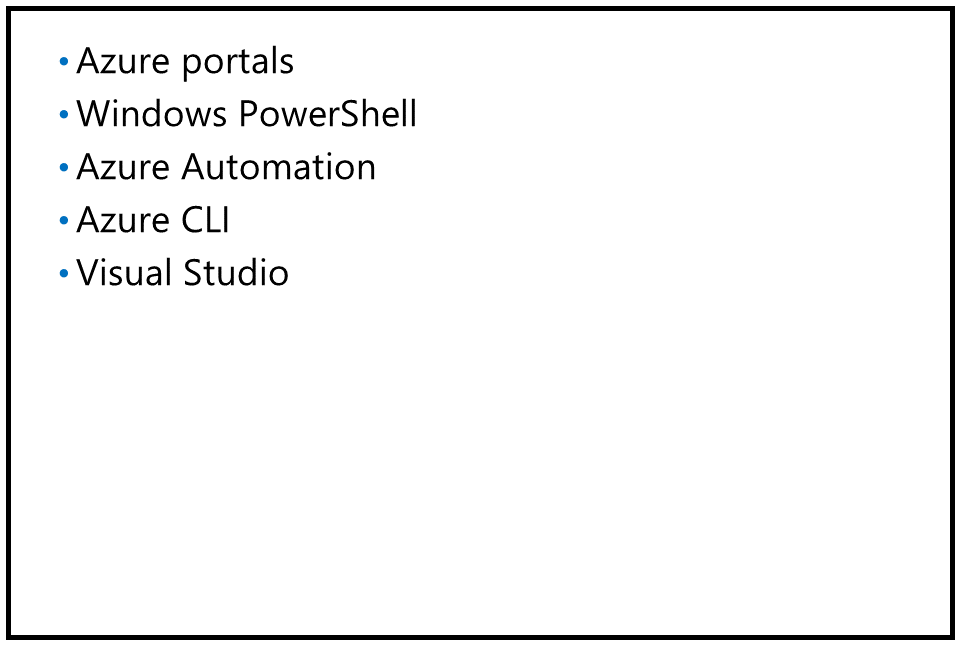 • Azure portals
• Windows PowerShell
• Azure Automation
• Azure CLI
• Visual Studio